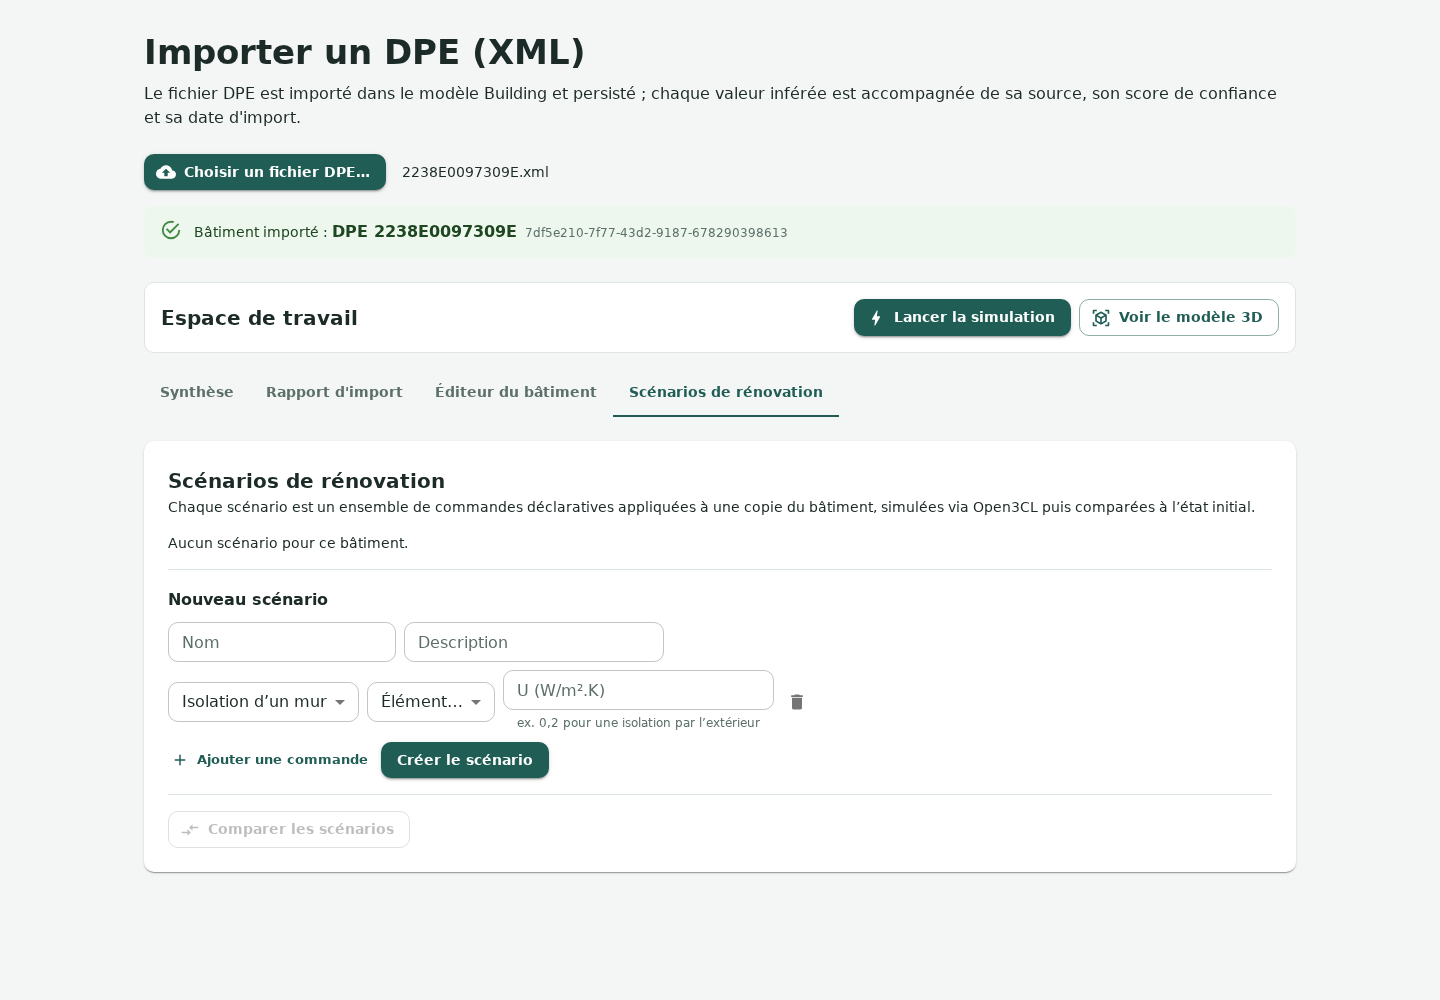 Importer un DPE (XML)
Le fichier DPE est importé dans le modèle Building et persisté ; chaque valeur inférée est accompagnée de sa source, son score de confiance
et sa date d'import.
Choisir un fichier DPE…
2238E0097309E.xml
Bâtiment importé : DPE 2238E0097309E 7df5e210-7f77-43d2-9187-678290398613
Espace de travail
Lancer la simulation
Voir le modèle 3D
Synthèse
Rapport d'import
Éditeur du bâtiment
Scénarios de rénovation
Scénarios de rénovation
Chaque scénario est un ensemble de commandes déclaratives appliquées à une copie du bâtiment, simulées via Open3CL puis comparées à l’état initial.
Aucun scénario pour ce bâtiment.
Nouveau scénario
Nom
Description
Isolation d’un mur
Élément…
U (W/m².K)
ex. 0,2 pour une isolation par l’extérieur
Ajouter une commande
Créer le scénario
Comparer les scénarios